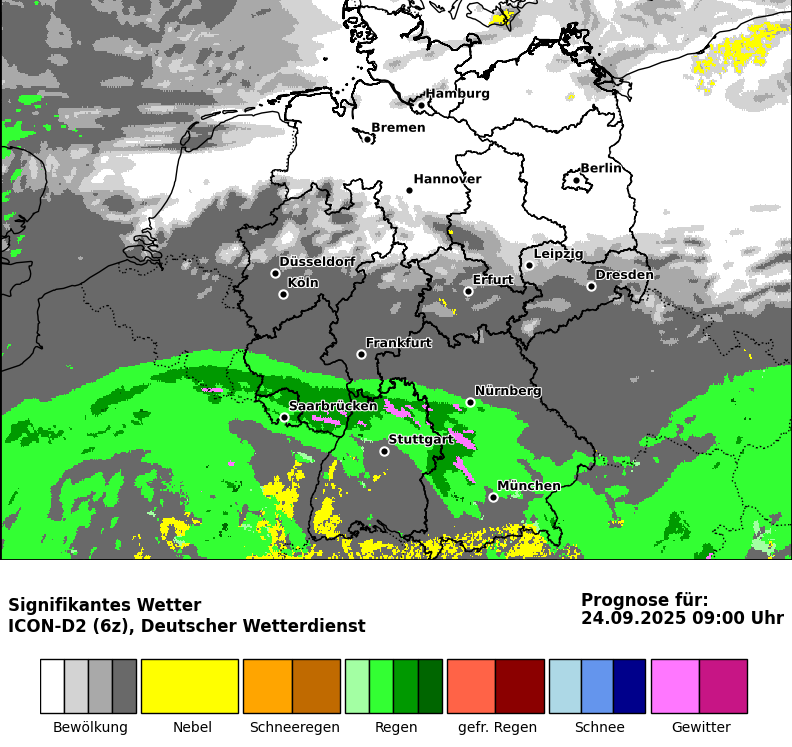 Hamburg
Bremen
Berlin
Hannover
Leipzig
Düsseldorf
Dresden
Köln
Erfurt
Frankfurt
Nürnberg
Saarbrücken
Stuttgart
München
Signifikantes Wetter
ICON-D2 (6z), Deutscher Wetterdienst
Prognose für:
24.09.2025 09:00 Uhr
Bewölkung Nebel Schneeregen Regen gefr. Regen Schnee Gewitter